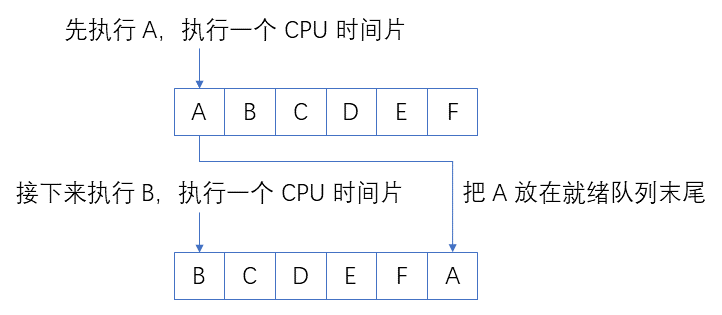 先执行 A，执行一个 CPU 时间片
A B C D E F
接下来执行 B，执行一个 CPU 时间片
把 A 放在就绪队列末尾
B C D E F A